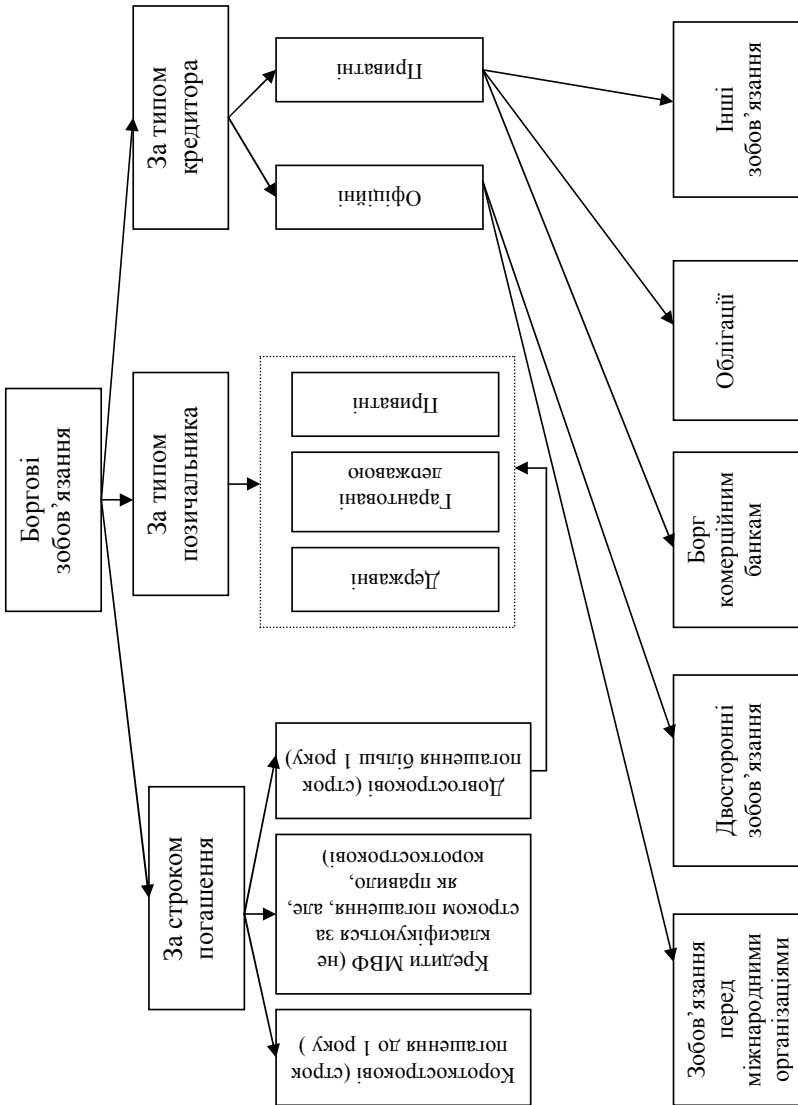 Боргові
зобов’язання
За строком
погашення
За типом
позичальника
За типом
кредитора
Короткострокові (строк
погашення до 1 року )
Кредити МВФ (не
класифікуються за
строком погашення, але,
як правило,
короткострокові)
Довгострокові (строк
погашення більш 1 року)
Державні
Гарантовані
державою
Приватні
Офіційні
Приватні
Зобов’язання
перед
міжнародними
організаціями
Двосторонні
зобов’язання
Борг
комерційним
банкам
Облігації
Інші
зобов’язання